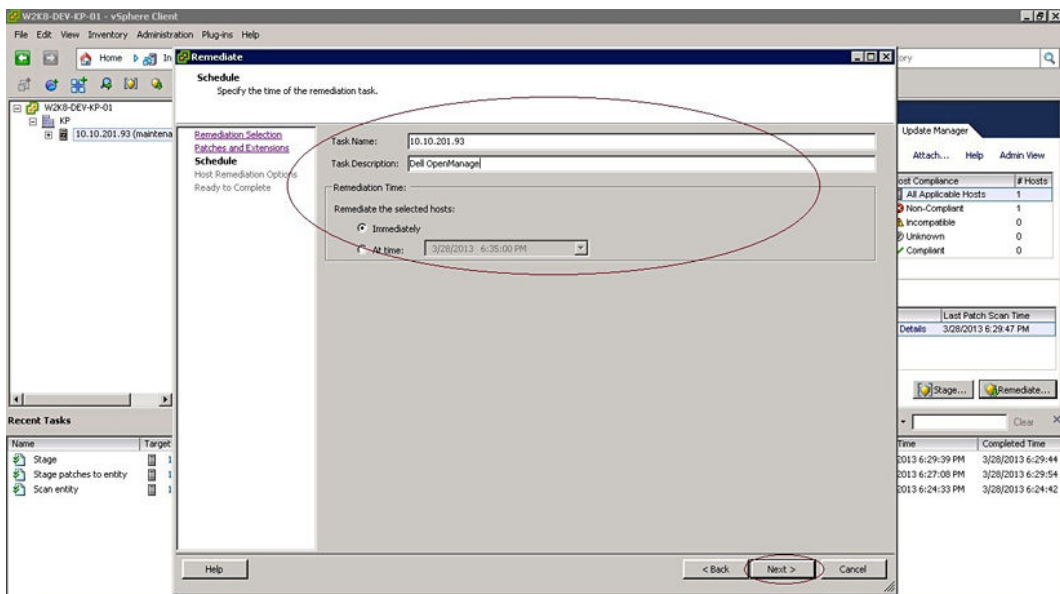 W2K8-DEV-KP-01 - vSphere Client
File Edit View Inventory Administration Plug-ins Help
Home In
ory
Remediate
Schedule
Specify the time of the remediation task.
W2K8-DEV-KP-01
KP
10.10.201.93 (maintena
Remediation Selection
Patches and Extensions
Schedule
Host Remediation Options
Ready to Complete
Task Name: 10.10.201.93
Task Description: Dell OpenManage
Remediation Time:
Remediate the selected hosts:
Immediately
At time: 3/28/2013 6:35:00 PM
Update Manager
Attach... Help Admin View
ost Compliance # Hosts
All Applicable Hosts 1
Non-Compliant 1
Incompatible 0
Unknown 0
Compliant 0
Last Patch Scan Time
Details 3/28/2013 6:29:47 PM
Stage... Remediate...
Recent Tasks
Clear
Name Target
Stage 1
Stage patches to entity 1
Scan entity 1
Time Completed Time
2013 6:29:39 PM 3/28/2013 6:29:44
2013 6:27:08 PM 3/28/2013 6:29:54
2013 6:24:33 PM 3/28/2013 6:24:42
Help < Back Next > Cancel